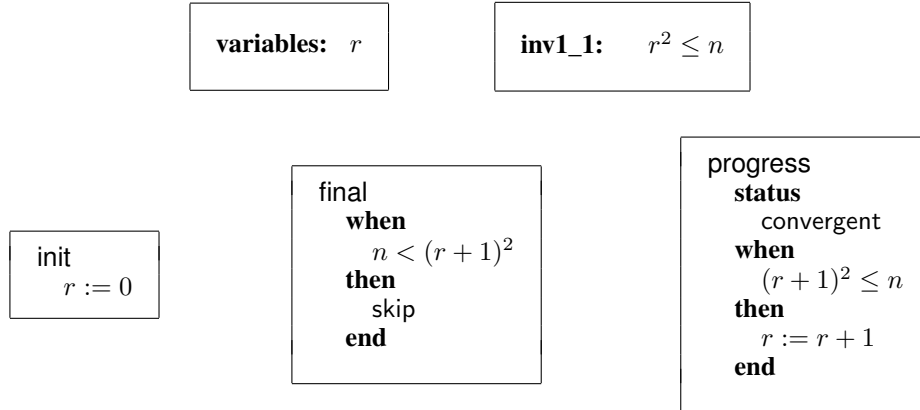 variables: r
inv1_1: r² ≤ n
init
r := 0
final
when
n < (r + 1)²
then
skip
end
progress
status
convergent
when
(r + 1)² ≤ n
then
r := r + 1
end